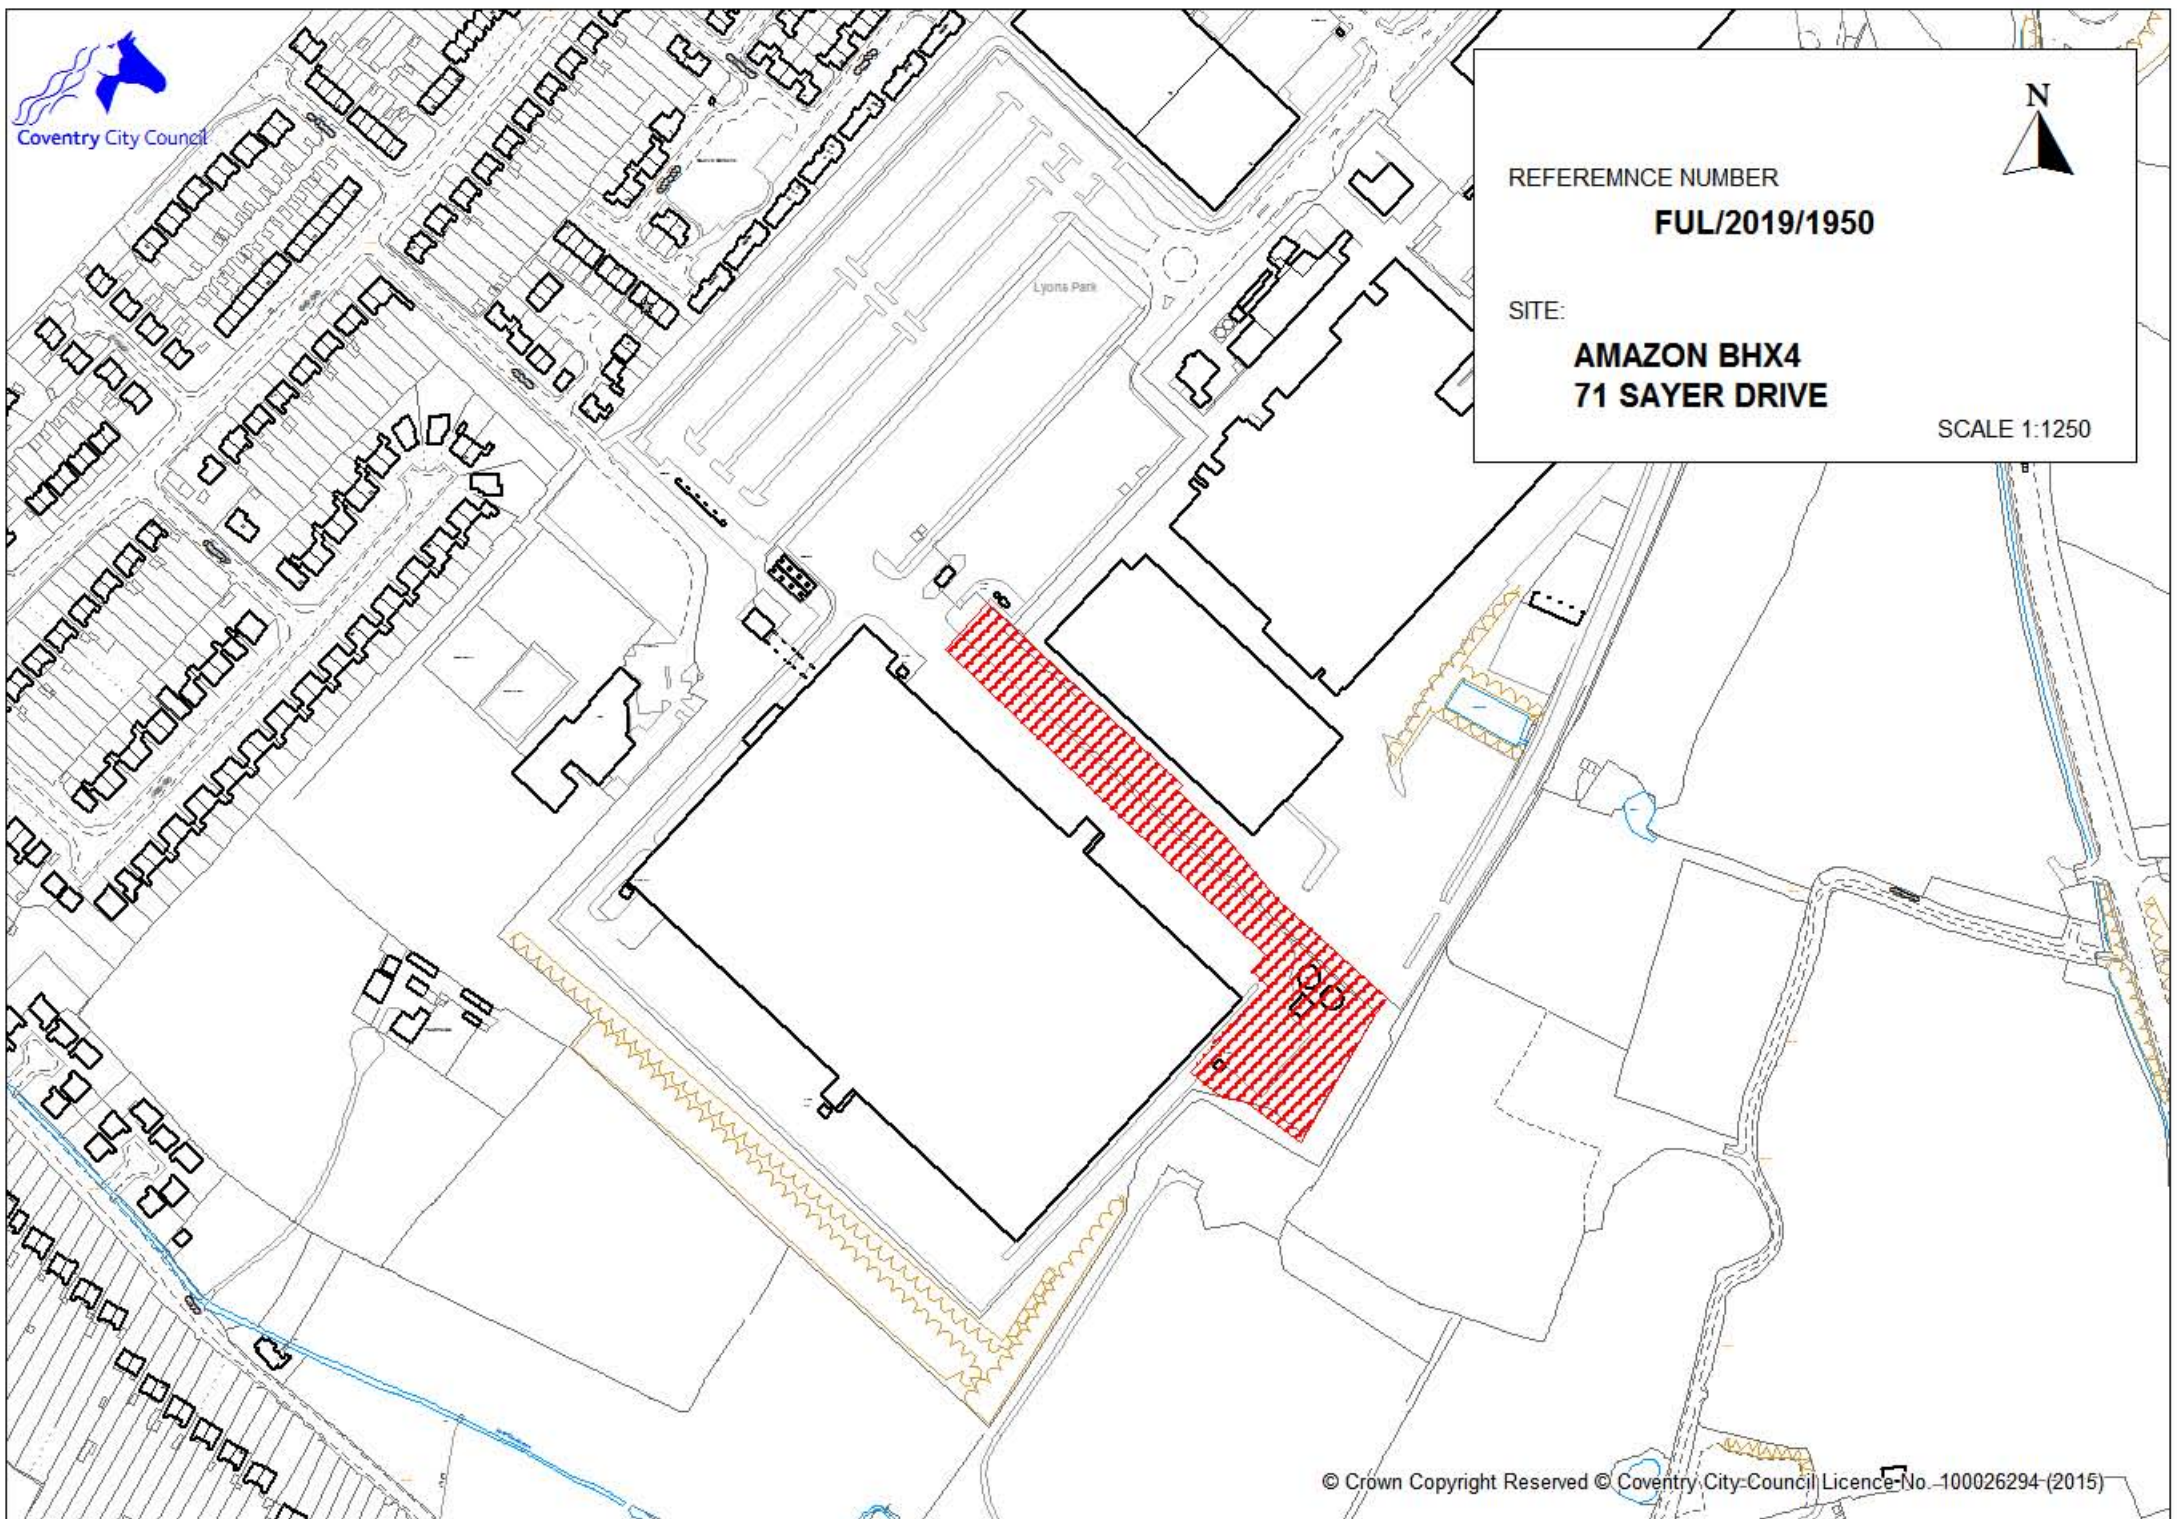 Coventry City Council
N
REFEREMNCE NUMBER
FUL/2019/1950
SITE:
AMAZON BHX4
71 SAYER DRIVE
SCALE 1:1250
Lyons Park
© Crown Copyright Reserved © Coventry City Council Licence No. 100026294 (2015)